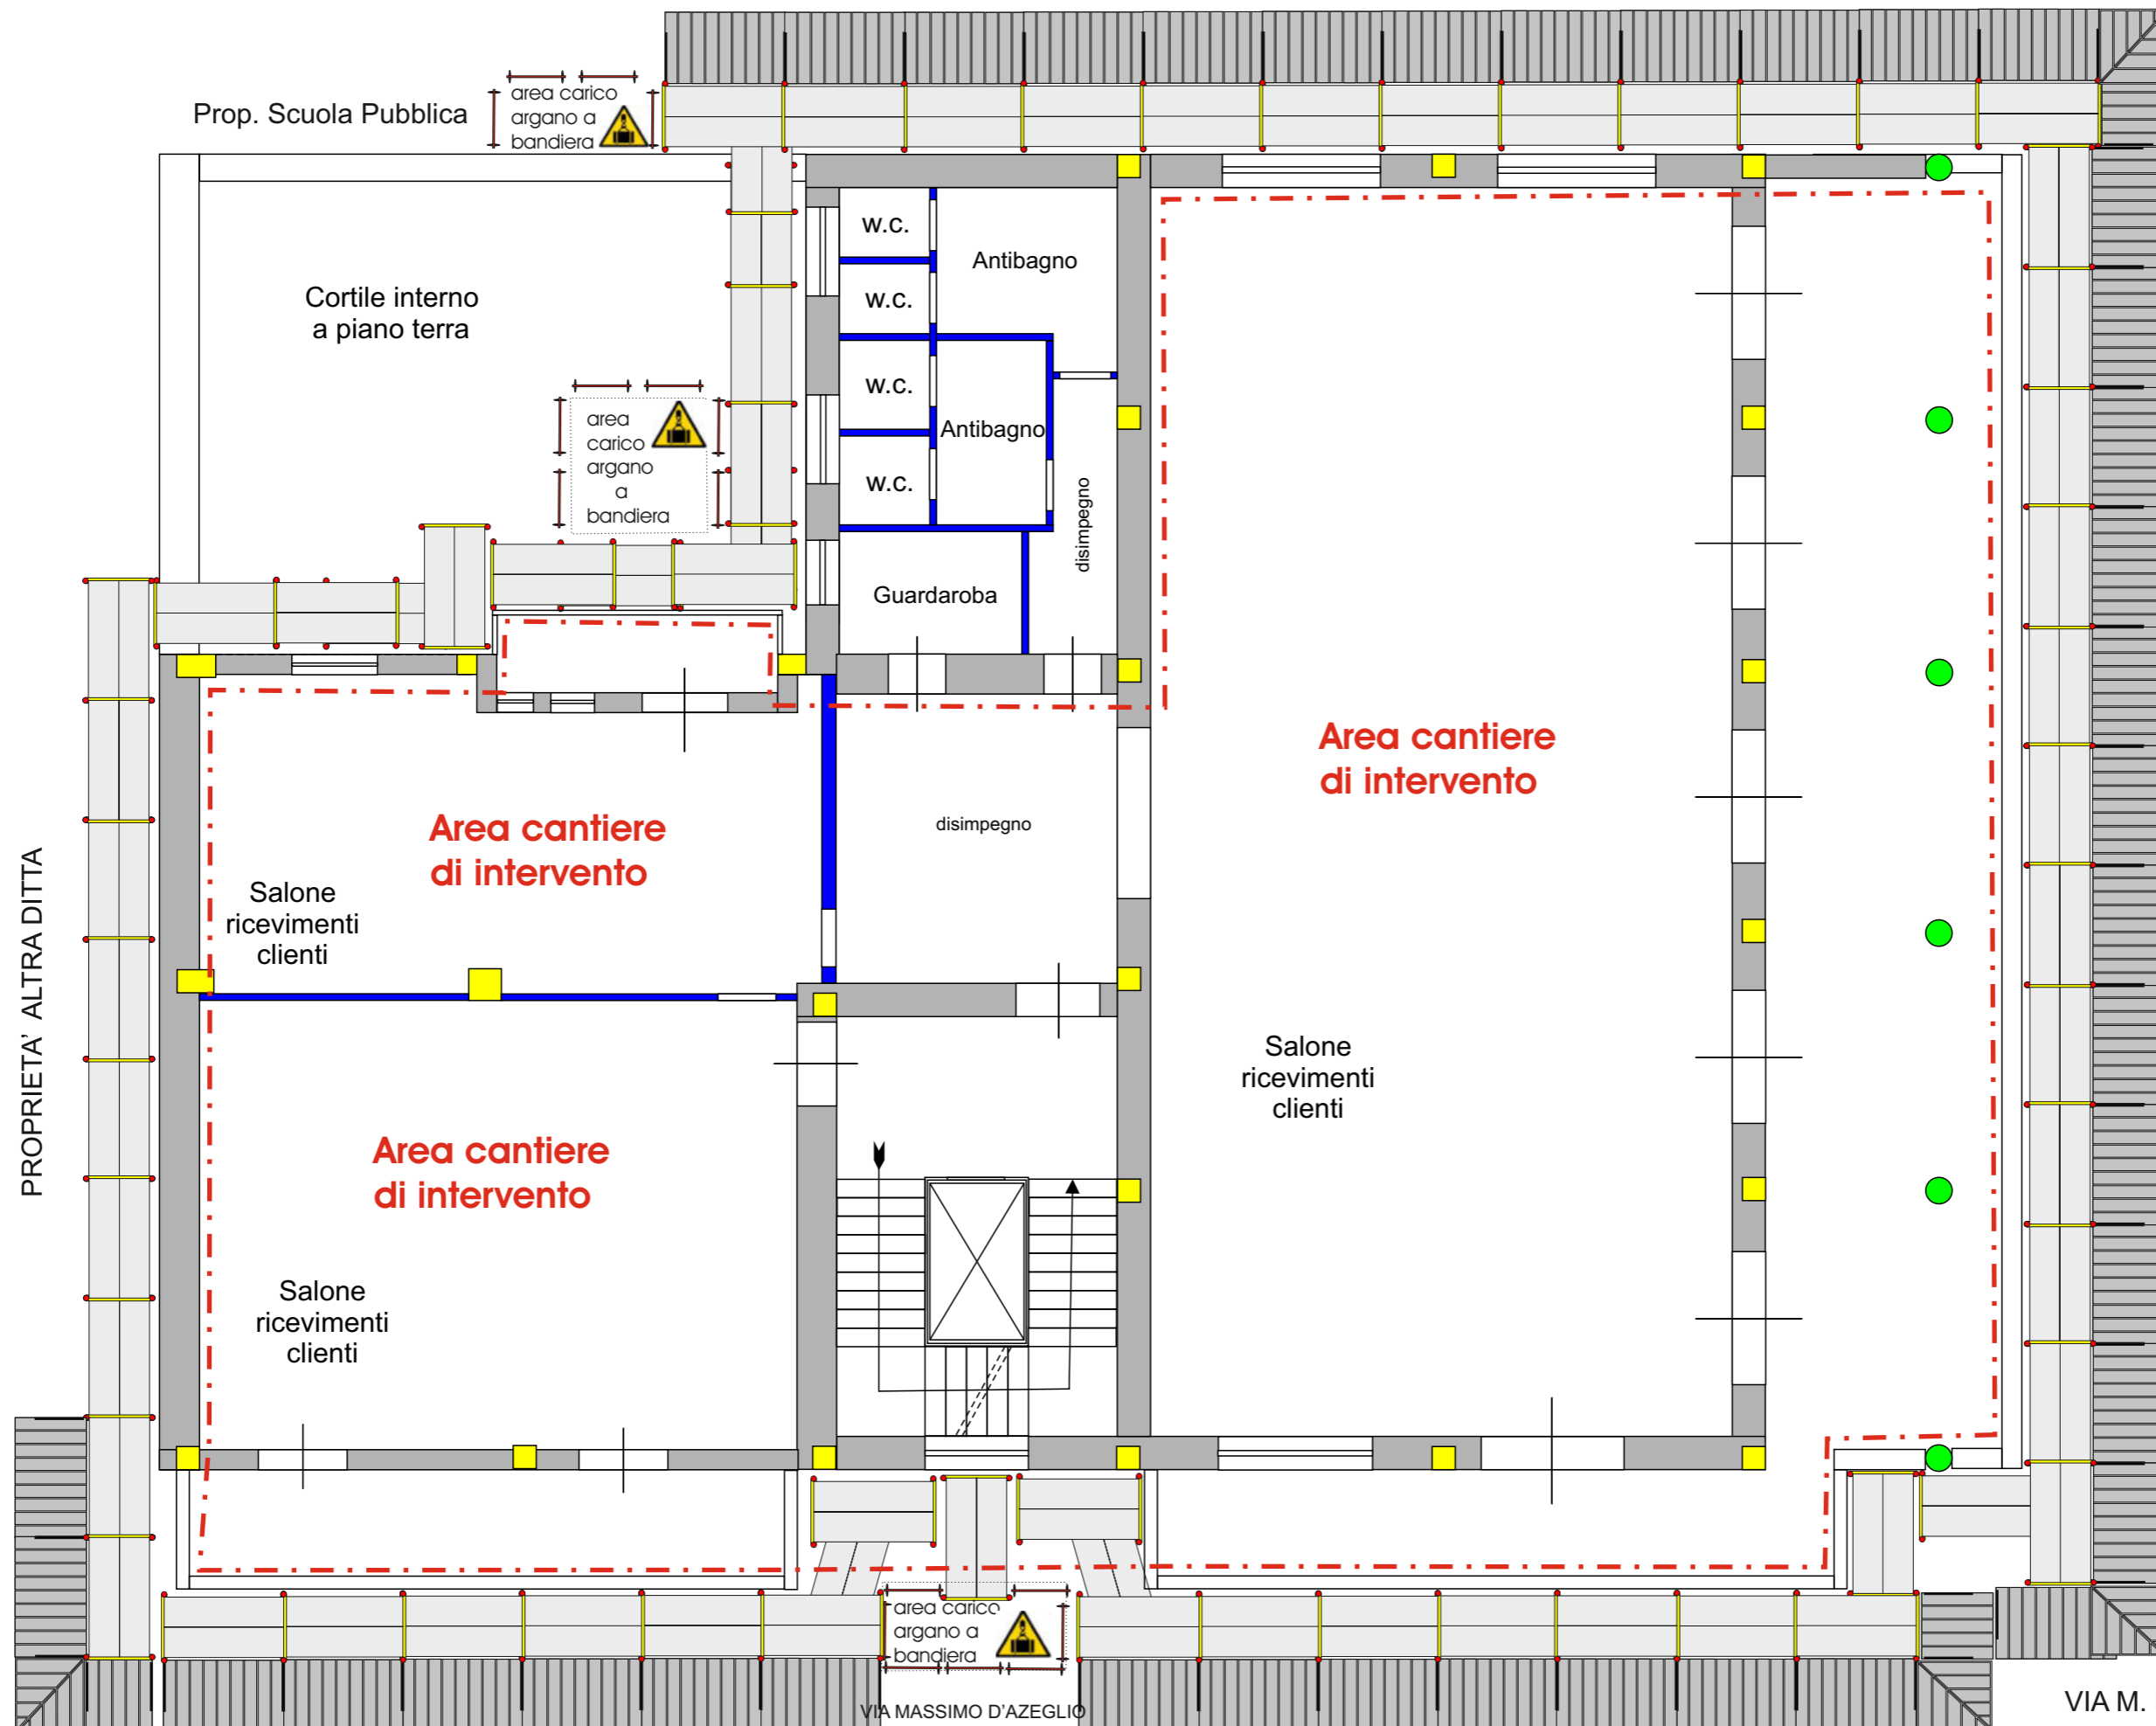 Prop. Scuola Pubblica
area carico
argano a
bandiera
Cortile interno
a piano terra
w.c.
Antibagno
w.c.
w.c.
Antibagno
w.c.
area
carico
argano
a
bandiera
disimpegno
Guardaroba
Area cantiere
di intervento
Area cantiere
di intervento
disimpegno
Salone
ricevimenti
clienti
PROPRIETA' ALTRA DITTA
Salone
ricevimenti
clienti
Area cantiere
di intervento
Salone
ricevimenti
clienti
area carico
argano a
bandiera
VIA MASSIMO D'AZEGLIO
VIA M.